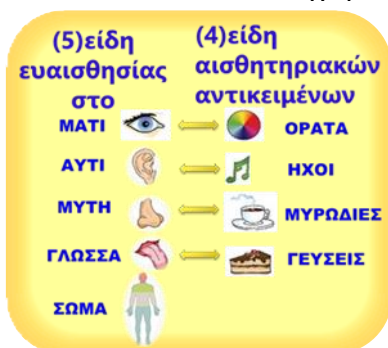 (5)είδη
ευαισθησίας
στο
(4)είδη
αισθητηριακών
αντικειμένων
ΜΑΤΙ ΟΡΑΤΑ
ΑΥΤΙ ΗΧΟΙ
ΜΥΤΗ ΜΥΡΩΔΙΕΣ
ΓΛΩΣΣΑ ΓΕΥΣΕΙΣ
ΣΩΜΑ